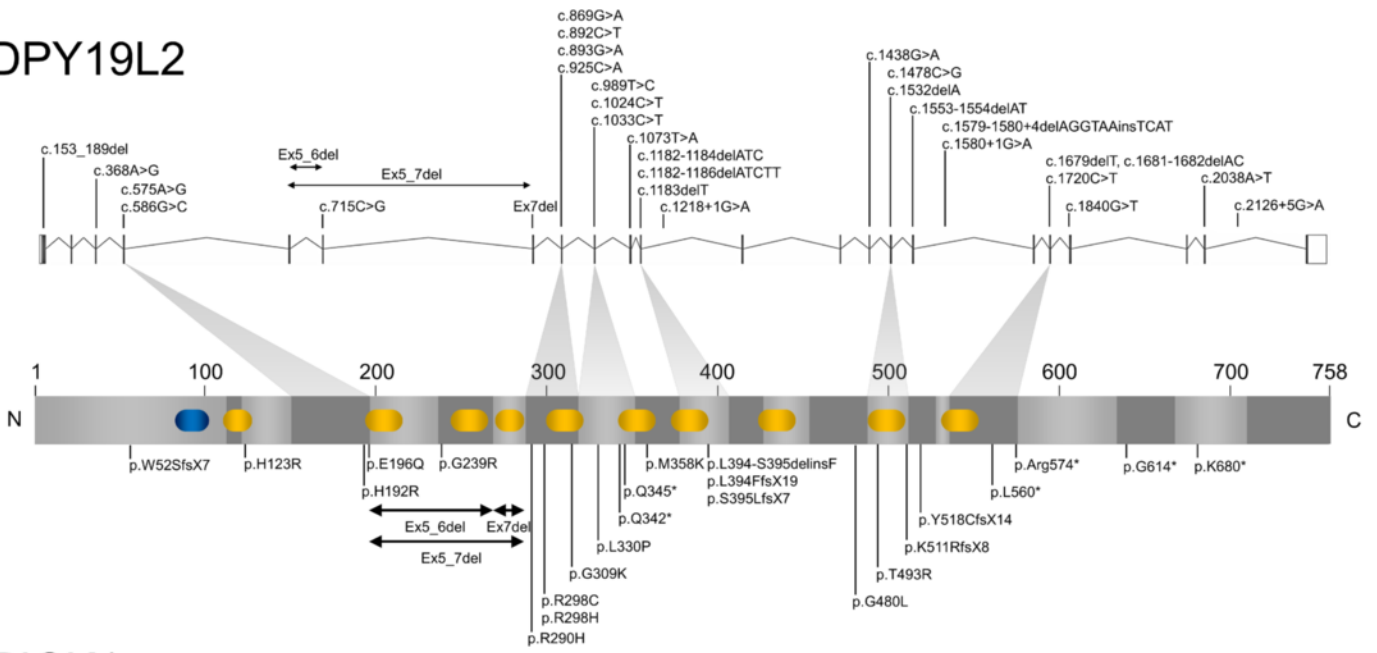 DPY19L2
c.869G>A
c.892C>T
c.893G>A
c.925C>A
c.989T>C
c.1024C>T
c.1033C>T
c.1073T>A
c.1182-1184delATC
c.1182-1186delATCTT
c.1183delT
c.1218+1G>A
c.1438G>A
c.1478C>G
c.1532delA
c.1553-1554delAT
c.1579-1580+4delAGGTAAinsTCAT
c.1580+1G>A
c.1679delT, c.1681-1682delAC
c.1720C>T
c.1840G>T
c.2038A>T
c.2126+5G>A
c.153_189del
c.368A>G
c.575A>G
c.586G>C
Ex5_6del
Ex5_7del
c.715C>G
Ex7del
1 100 200 300 400 500 600 700 758
N C
p.W52SfsX7
p.H123R
p.E196Q
p.H192R
p.G239R
Ex5_6del
Ex7del
Ex5_7del
p.M358K
p.L394-S395delinsF
p.L394FfsX19
p.S395LfsX7
p.Q345*
p.Q342*
p.L330P
p.G309K
p.R298C
p.R298H
p.R290H
p.Arg574*
p.L560*
p.Y518CfsX14
p.K511RfsX8
p.T493R
p.G480L
p.G614*
p.K680*